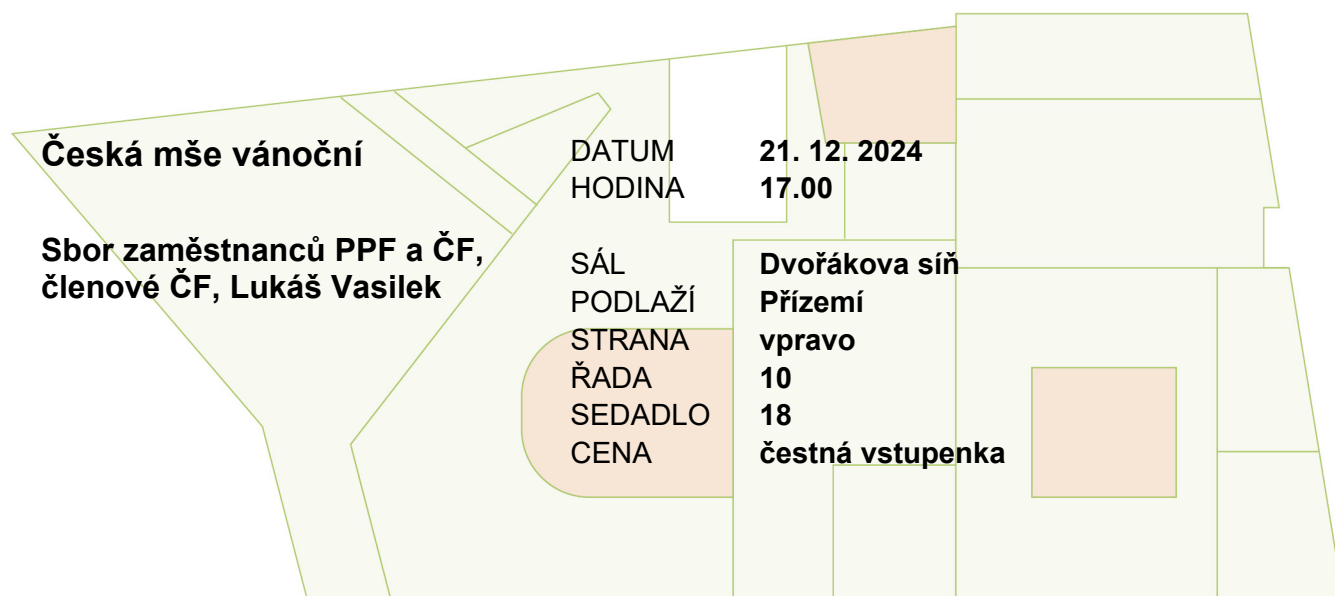 Česká mše vánoční
Sbor zaměstnanců PPF a ČF,
členové ČF, Lukáš Vasilek
DATUM 21. 12. 2024
HODINA 17.00
SÁL Dvořákova síň
PODLAŽÍ Přízemí
STRANA vpravo
ŘADA 10
SEDADLO 18
CENA čestná vstupenka